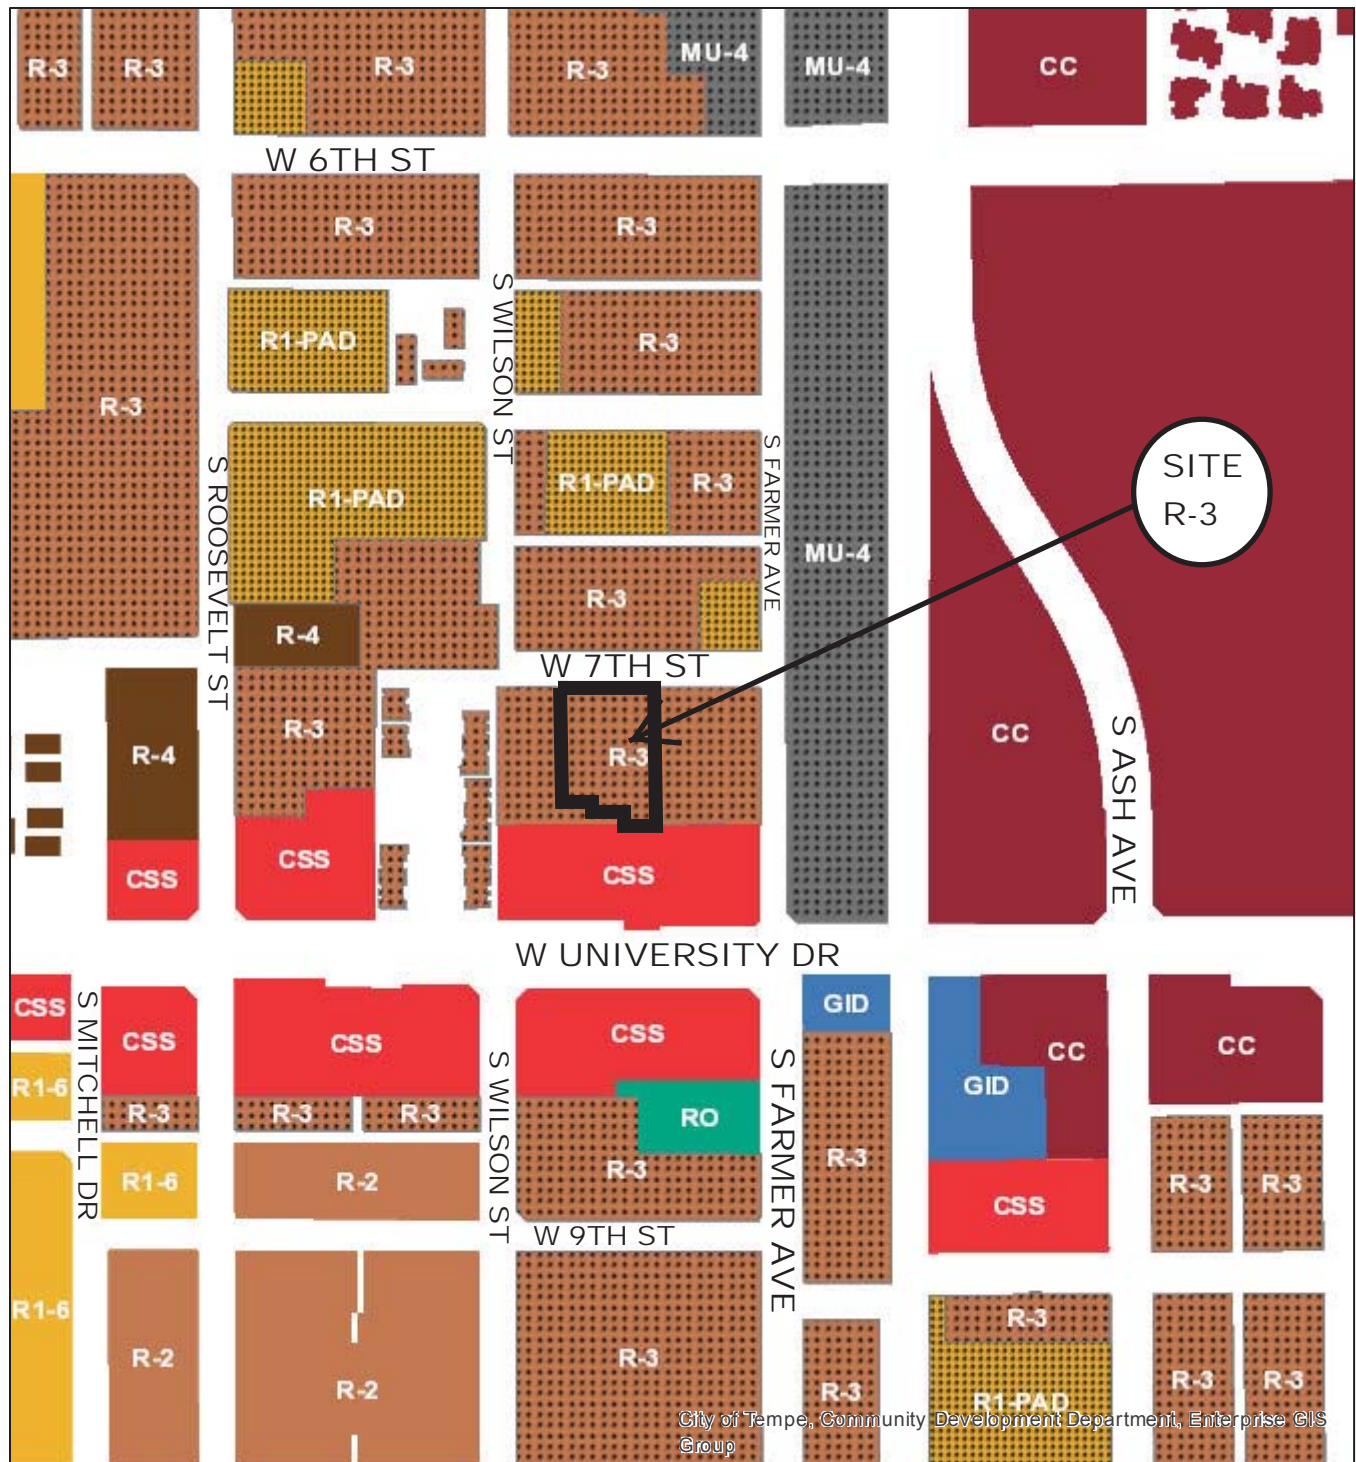 R-3
R-3
R-3
R-3
MU-4
MU-4
CC
W 6TH ST
R-3
R-3
R-3
R1-PAD
S WILSON ST
R-3
R1-PAD
R1-PAD
R-3
S FARMER AVE
S ROOSEVELT ST
MU-4
SITE
R-3
R-4
R-3
W 7TH ST
R-4
R-3
R-3
CC
S ASH AVE
CSS
CSS
CSS
W UNIVERSITY DR
CSS
S MITCHELL DR
CSS
CSS
S WILSON ST
CSS
S FARMER AVE
GID
GID
CC
CC
R1-6
R-3
R-3
R-3
RO
R-3
R-3
R1-6
R-2
CSS
R-3
R-3
W 9TH ST
R1-6
R-2
R-2
R-3
R-3
R-3
R1-PAD
R-3
R-3
City of Tempe, Community Development Department, Enterprise GIS
Group